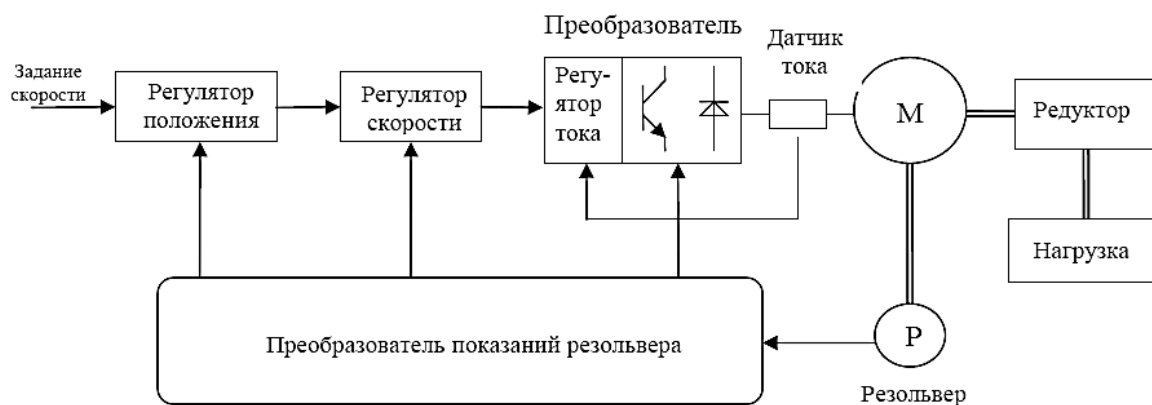 Преобразователь
Датчик
тока
Задание
скорости
Регулятор
положения
Регулятор
скорости
Регу-
лятор
тока
М
Редуктор
Нагрузка
Преобразователь показаний резольвера
Р
Резольвер